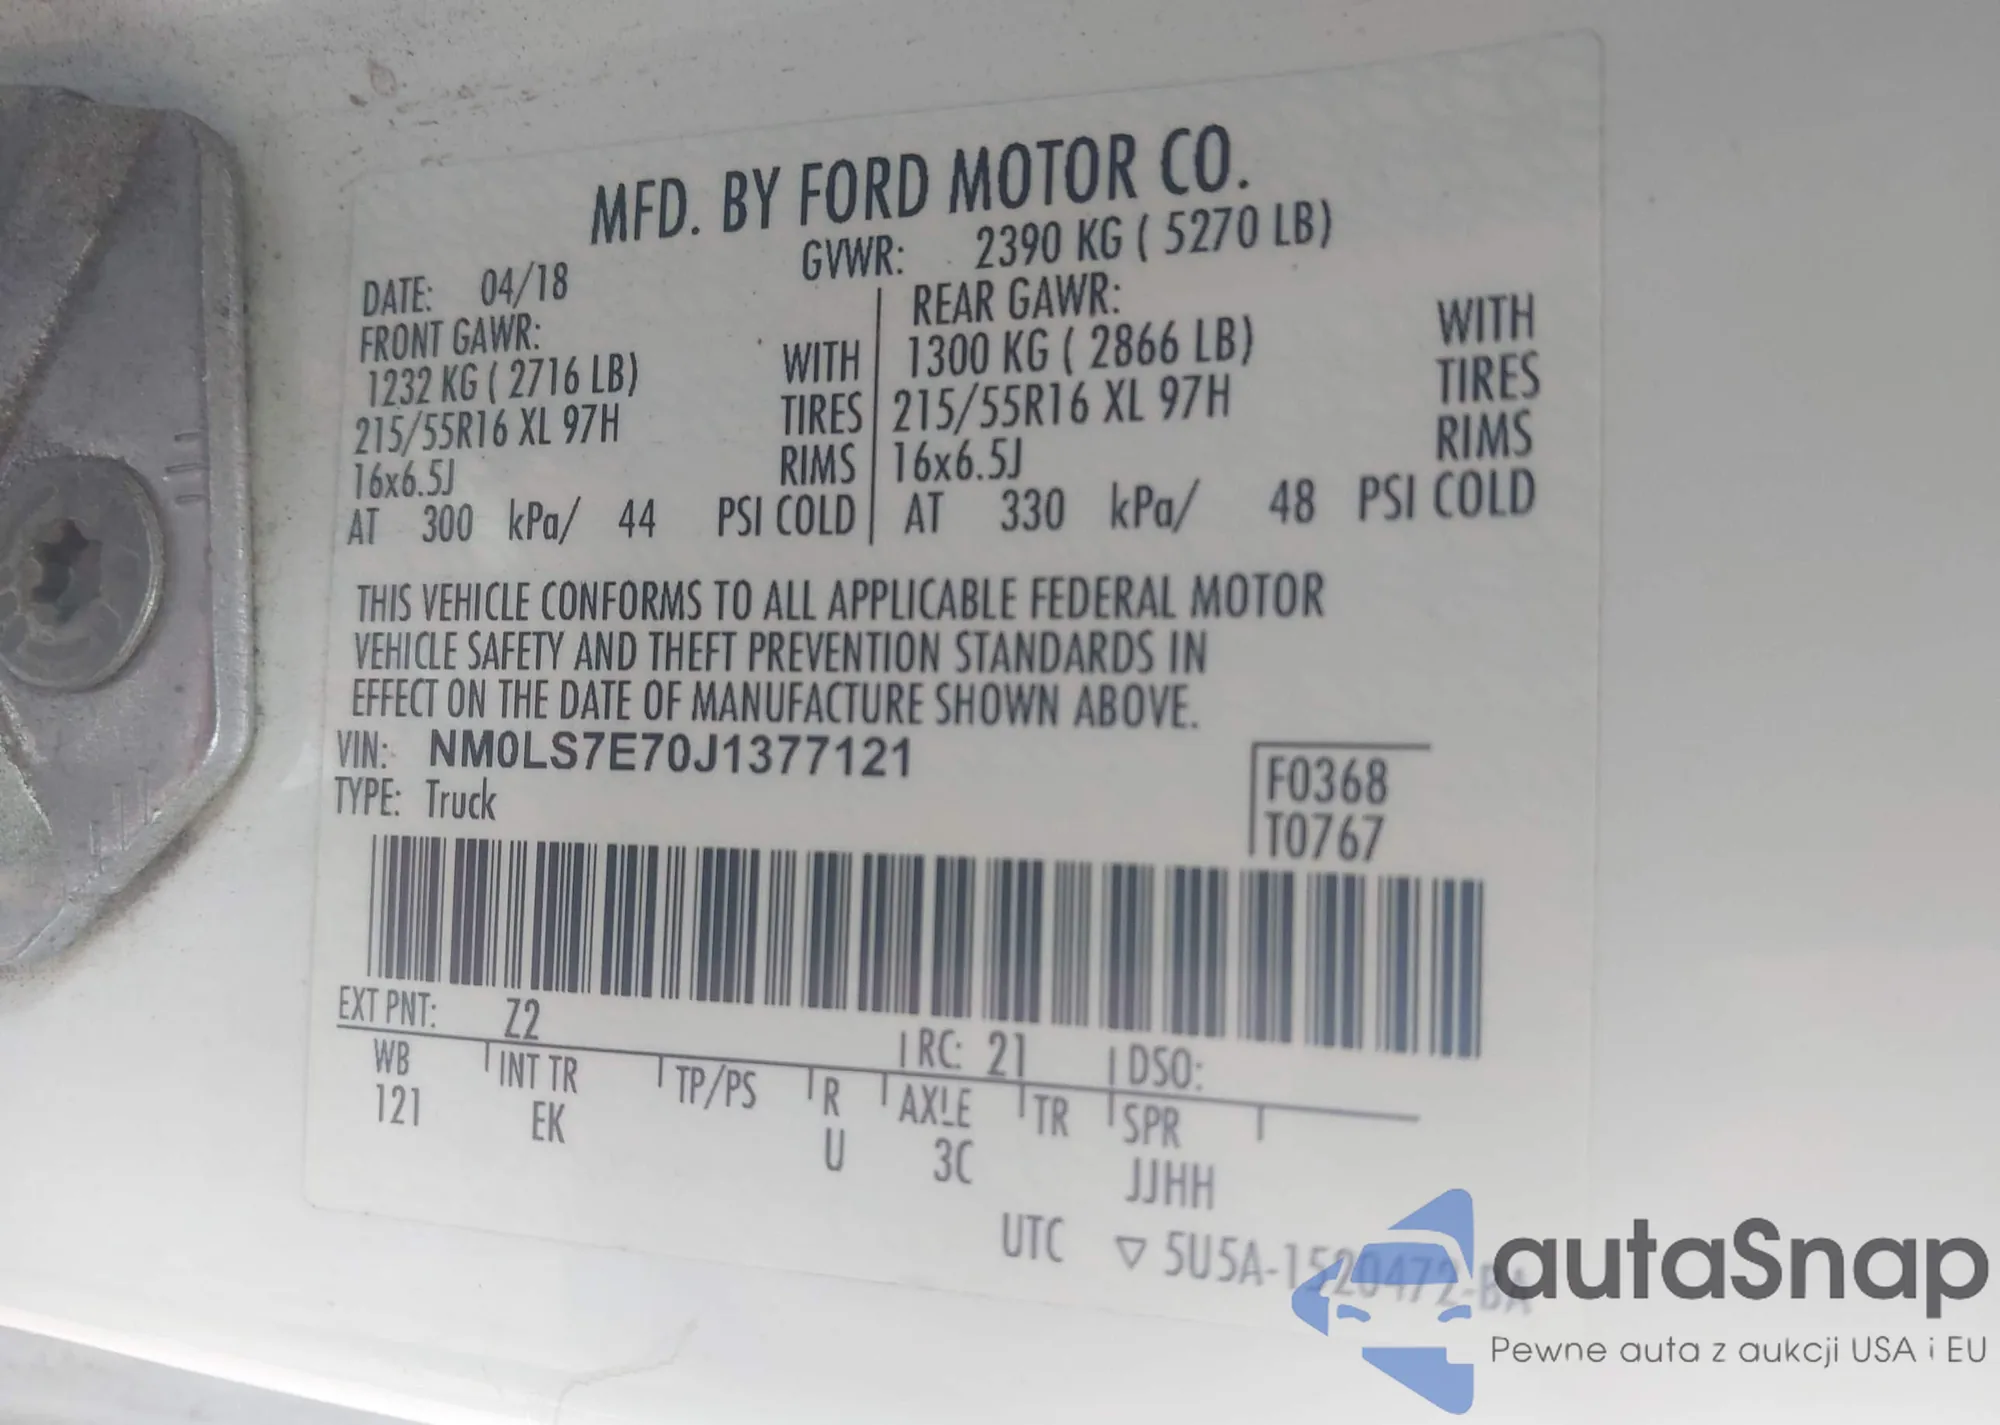 MFD. BY FORD MOTOR CO.
DATE: 04/18 GVWR: 2390 KG ( 5270 LB)
FRONT GAWR: REAR GAWR:
1232 KG ( 2716 LB) WITH 1300 KG ( 2866 LB) WITH
215/55R16 XL 97H TIRES 215/55R16 XL 97H TIRES
16x6.5J RIMS 16x6.5J RIMS
AT 300 kPa/ 44 PSI COLD AT 330 kPa/ 48 PSI COLD
THIS VEHICLE CONFORMS TO ALL APPLICABLE FEDERAL MOTOR
VEHICLE SAFETY AND THEFT PREVENTION STANDARDS IN
EFFECT ON THE DATE OF MANUFACTURE SHOWN ABOVE.
VIN: NM0LS7E70J1377121
TYPE: Truck
F0368
T0767
EXT PNT: Z2 RC: 21 DSO:
WB INT TR TP/PS R AXLE TR SPR
121 EK U 3C JJHH
UTC ▽ 5U5A-1520472-BA
autaSnap
Pewne auta z aukcji USA i EU